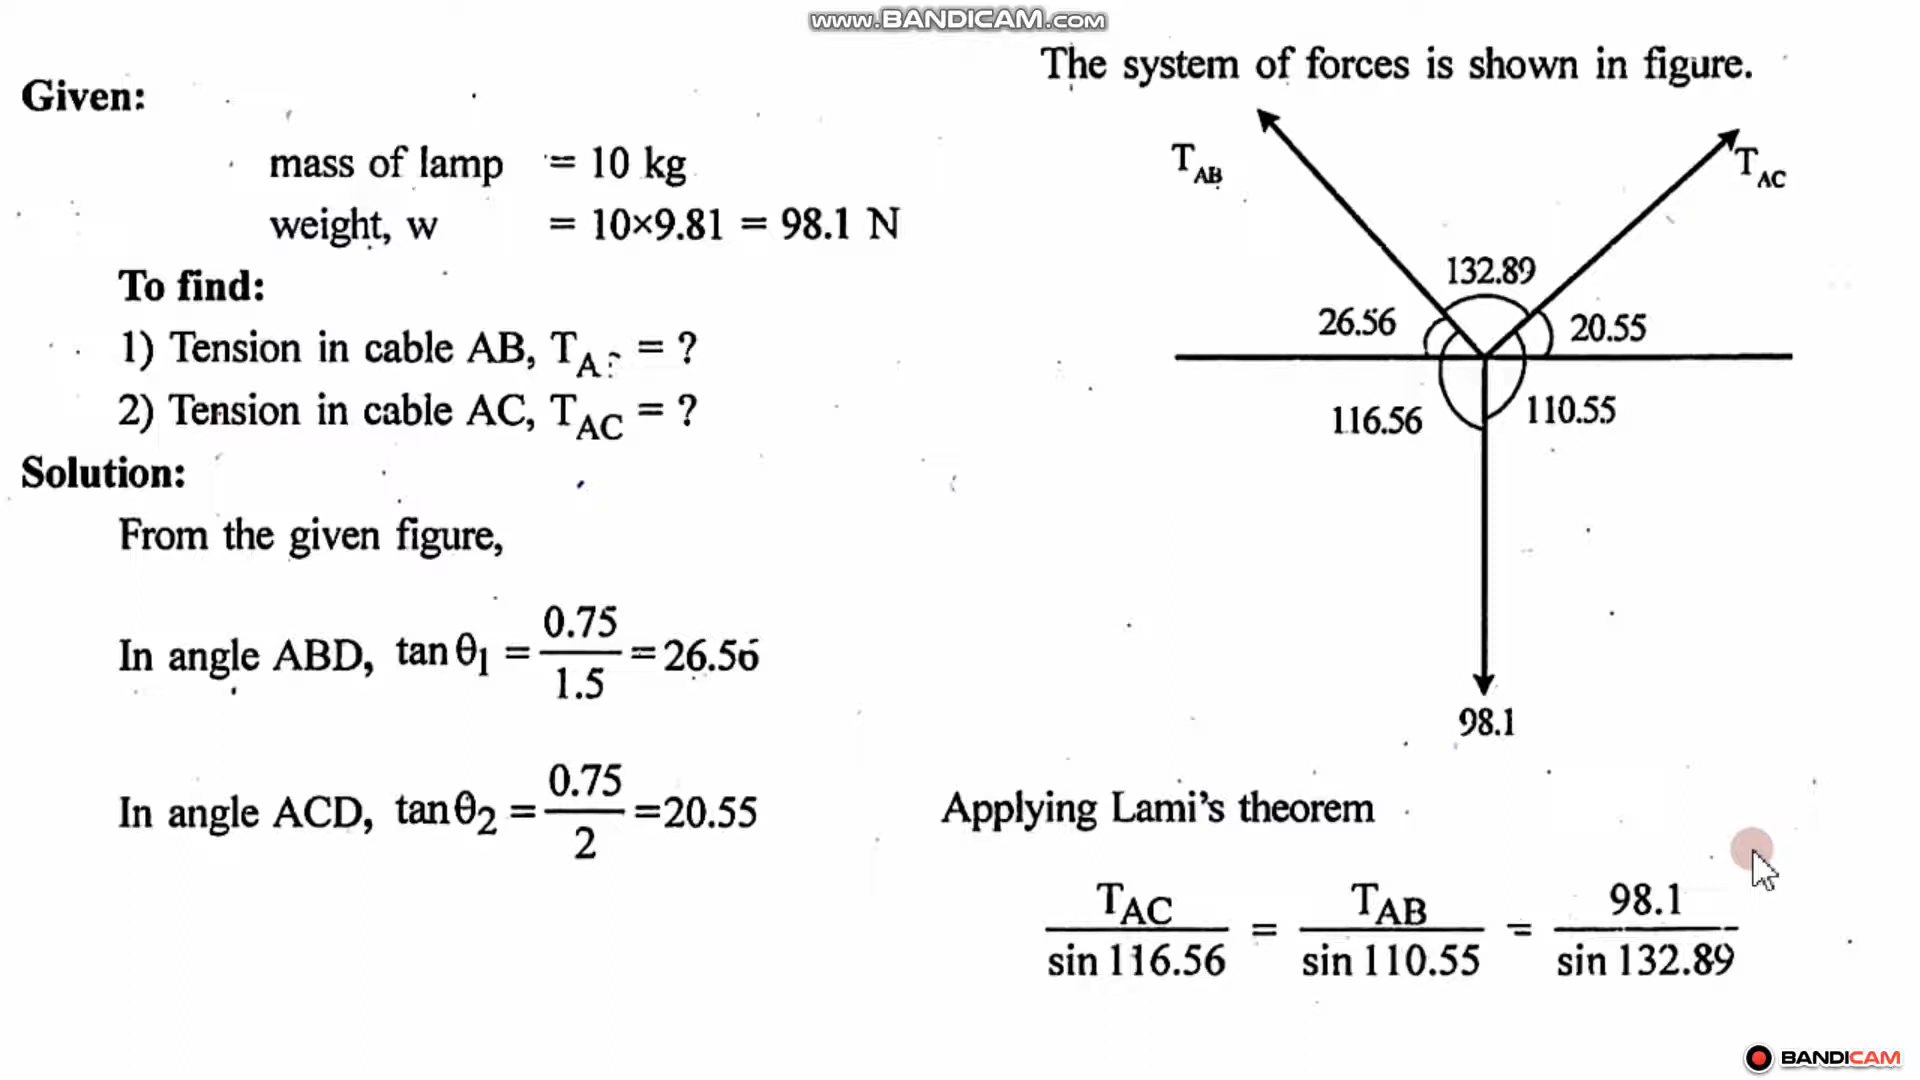 www.BANDICAM.com
Given:
mass of lamp = 10 kg
weight, w = 10×9.81 = 98.1 N
To find:
1) Tension in cable AB, T = ?
2) Tension in cable AC, T_AC = ?
Solution:
From the given figure,
In angle ABD, tan θ₁ = 0.75/1.5 = 26.56
In angle ACD, tanθ₂ = 0.75/2 =20.55
The system of forces is shown in figure.
T_AB
T_AC
132.89
26.56
20.55
116.56
110.55
98.1
Applying Lami's theorem
T_AC/sin 116.56 = T_AB/sin 110.55 = 98.1/sin 132.89
BANDICAM